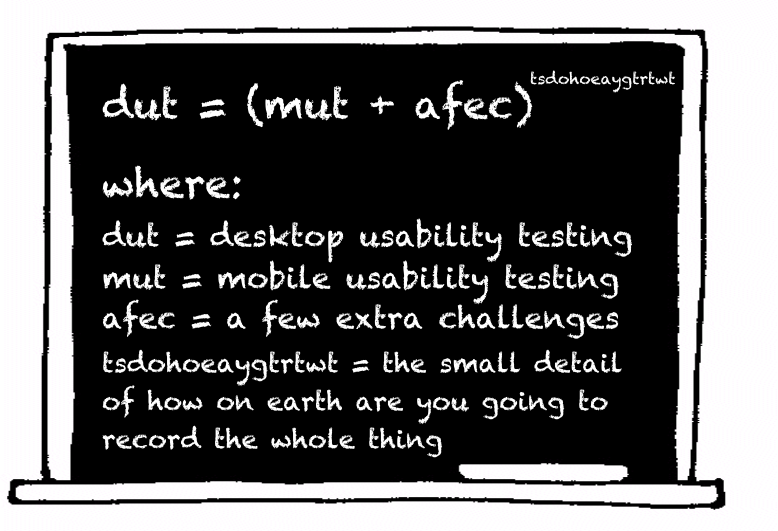 dut = (mut + afec)^tsdohoeaygtrtwt
where:
dut = desktop usability testing
mut = mobile usability testing
afec = a few extra challenges
tsdohoeaygtrtwt = the small detail
of how on earth are you going to
record the whole thing